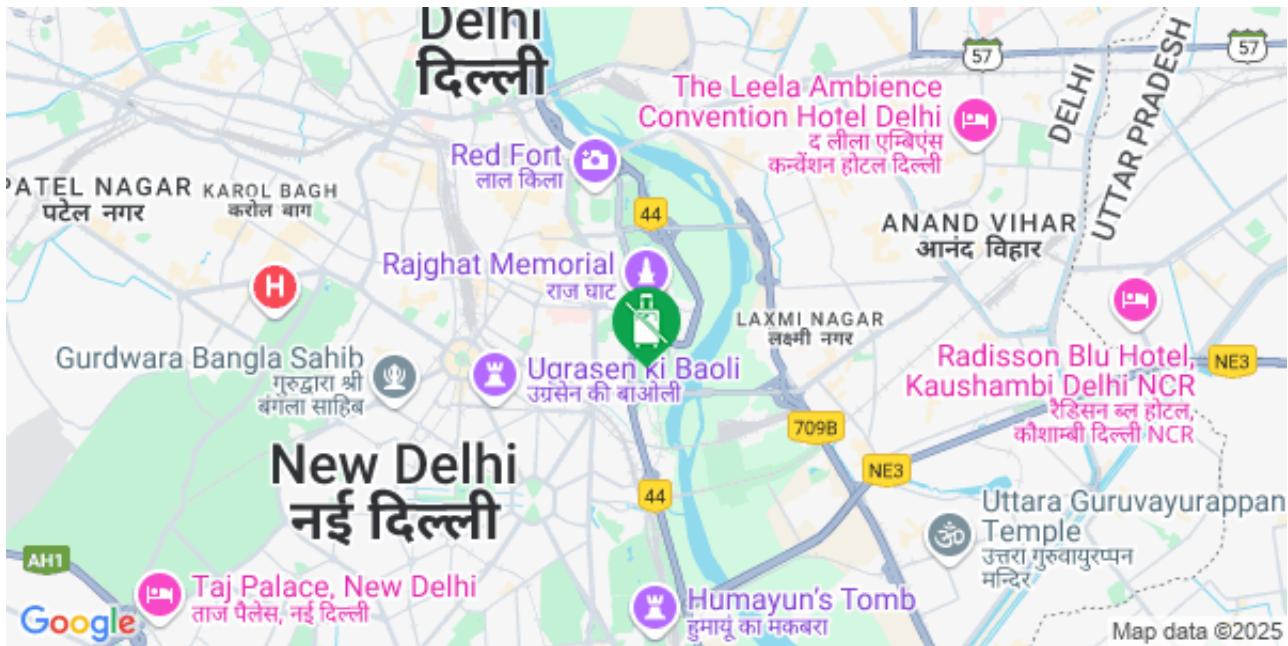 Delhi
दिल्ली
57
57
The Leela Ambience
Convention Hotel Delhi
द लीला एम्बिएंस
कन्वेंशन होटल दिल्ली
DELHI
UTTAR PRADESH
Red Fort
लाल किला
PATEL NAGAR
पटेल नगर
KAROL BAGH
करोल बाग
44
ANAND VIHAR
आनंद विहार
Rajghat Memorial
राज घाट
H
LAXMI NAGAR
लक्ष्मी नगर
Gurdwara Bangla Sahib
गुरुद्वारा श्री
बंगला साहिब
Ugrasen ki Baoli
उग्रसेन की बाओली
Radisson Blu Hotel,
Kaushambi Delhi NCR
रैडिसन ब्लू होटल,
कौशाम्बी दिल्ली NCR
NE3
709B
New Delhi
नई दिल्ली
NE3
44
Uttara Guruvayurappan
Temple
उत्तरा गुरुवायुरप्पन
मन्दिर
AH1
Taj Palace, New Delhi
ताज पैलेस, नई दिल्ली
Humayun's Tomb
हुमायूं का मकबरा
Google
Map data ©2025